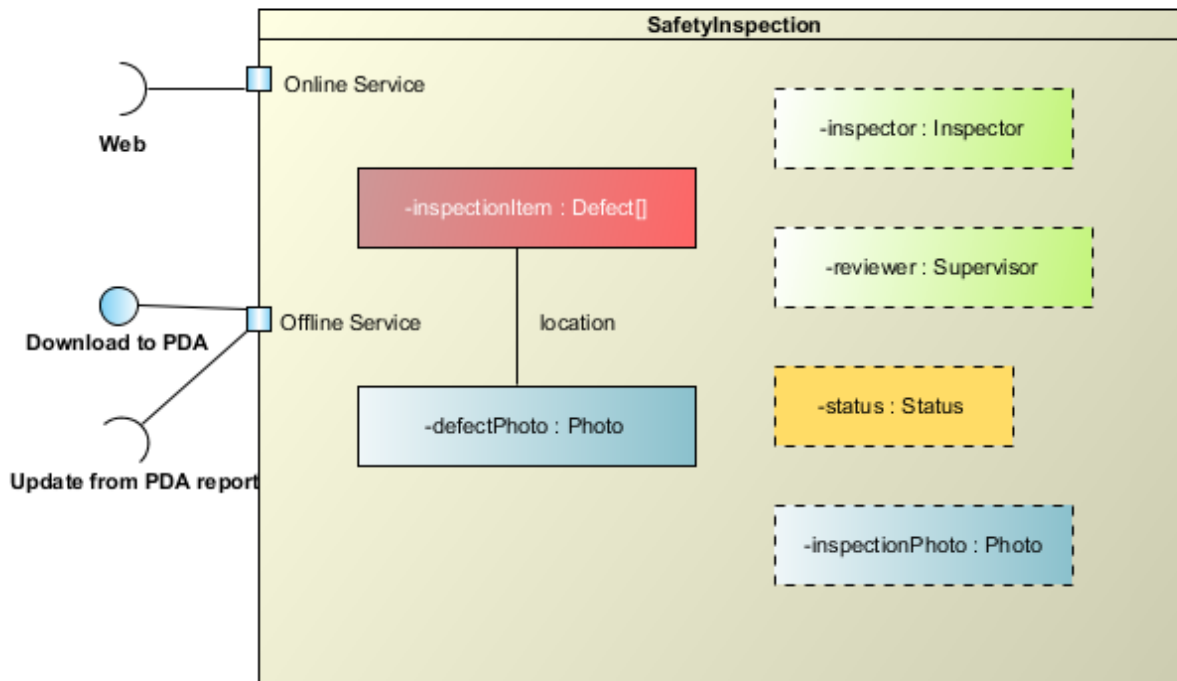 SafetyInspection
Online Service
Web
-inspector : Inspector
-inspectionItem : Defect[]
-reviewer : Supervisor
Offline Service
location
Download to PDA
-status : Status
-defectPhoto : Photo
Update from PDA report
-inspectionPhoto : Photo